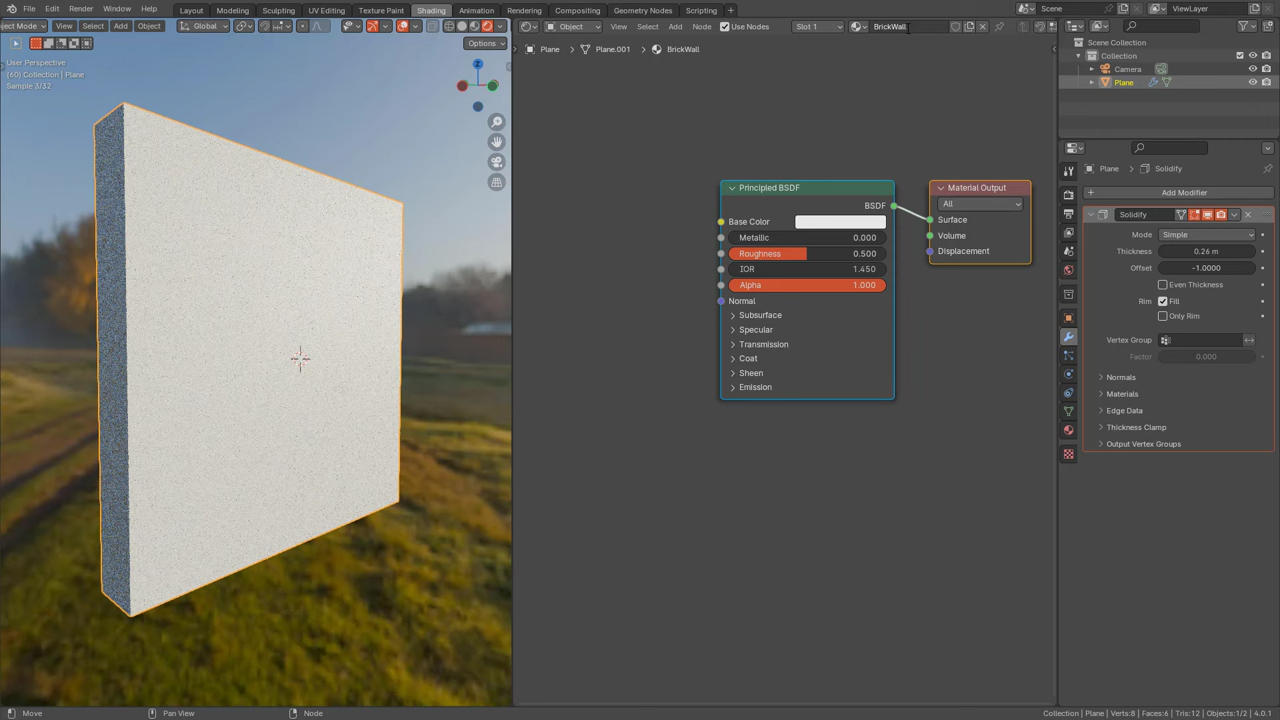 File Edit Render Window Help Layout Modeling Sculpting UV Editing Texture Paint Shading Animation Rendering Compositing Geometry Nodes Scripting Scene ViewLayer
ject Mode View Select Add Object Global Object View Select Add Node Use Nodes Slot 1 BrickWall
Options
Plane Plane.001 BrickWall
User Perspective
(60) Collection | Plane
Sample 3/32
Z
Scene Collection
Collection
Camera
Plane
Plane Solidify
Add Modifier
Solidify
Mode Simple
Thickness 0.26 m
Offset -1.0000
Even Thickness
Rim Fill
Only Rim
Vertex Group
Factor 0.000
Normals
Materials
Edge Data
Thickness Clamp
Output Vertex Groups
Principled BSDF
BSDF
Base Color
Metallic 0.000
Roughness 0.500
IOR 1.450
Alpha 1.000
Normal
Subsurface
Specular
Transmission
Coat
Sheen
Emission
Material Output
All
Surface
Volume
Displacement
Move Pan View Node Collection | Plane | Verts:8 | Faces:6 | Tris:12 | Objects:1/2 | 4.0.1